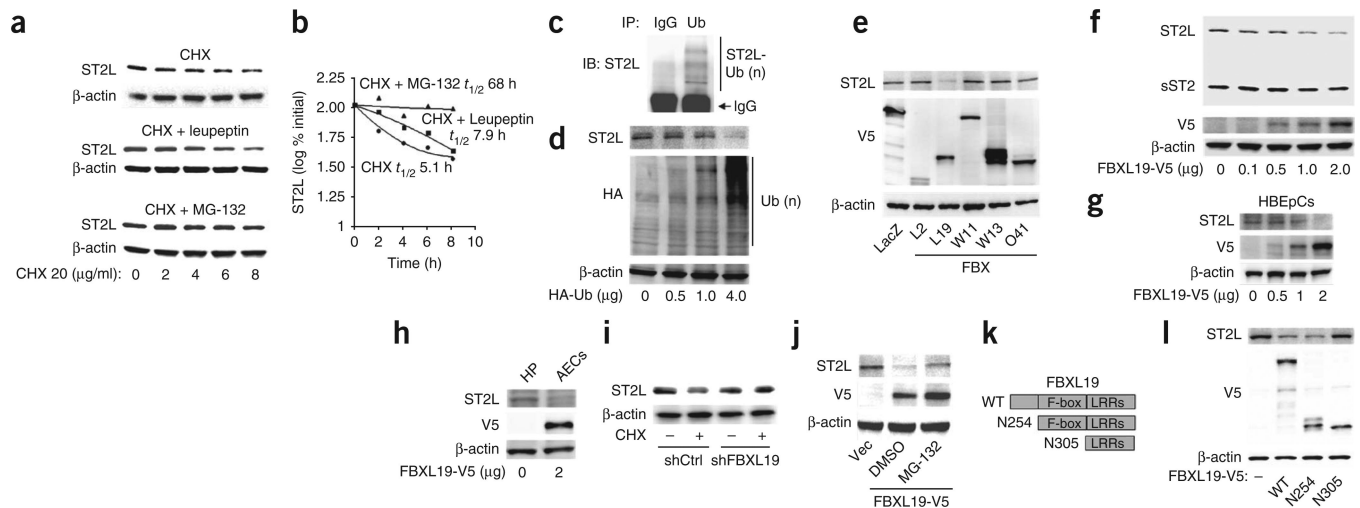 a
CHX
ST2L
β-actin
CHX + leupeptin
ST2L
β-actin
CHX + MG-132
ST2L
β-actin
CHX 20 (μg/ml): 0 2 4 6 8
b
ST2L (log % initial)
2.25
2.00
1.75
1.50
1.25
1
CHX + MG-132 t1/2 68 h
CHX + Leupeptin
t1/2 7.9 h
CHX t1/2 5.1 h
0 2 4 6 8 10
Time (h)
c
IP: IgG Ub
IB: ST2L
ST2L-
Ub (n)
IgG
d
ST2L
HA
Ub (n)
β-actin
HA-Ub (μg) 0 0.5 1.0 4.0
e
ST2L
V5
β-actin
LacZ L2 L19 W11 W13 O41
FBX
f
ST2L
sST2
V5
β-actin
FBXL19-V5 (μg) 0 0.1 0.5 1.0 2.0
g
HBEpCs
ST2L
V5
β-actin
FBXL19-V5 (μg) 0 0.5 1 2
h
HP AECs
ST2L
V5
β-actin
FBXL19-V5 (μg) 0 2
i
ST2L
β-actin
CHX − + − +
shCtrl shFBXL19
j
ST2L
V5
β-actin
Vec DMSO MG-132
FBXL19-V5
k
FBXL19
WT F-box LRRs
N254 F-box LRRs
N305 LRRs
l
ST2L
V5
β-actin
FBXL19-V5: − WT N254 N305